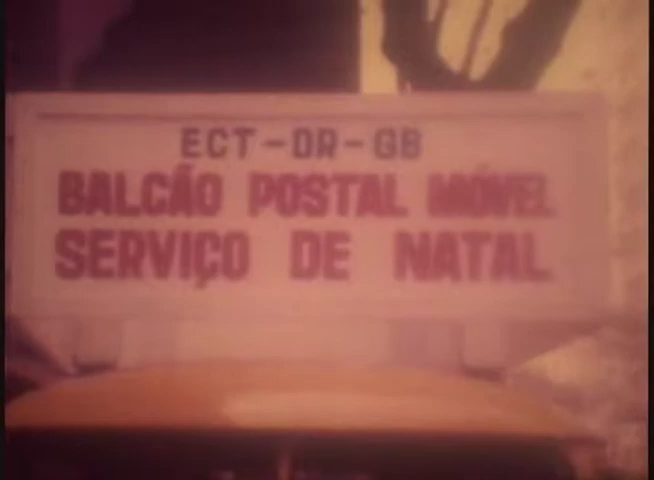 ECT-DR-GB
BALCÃO POSTAL MÓVEL
SERVIÇO DE NATAL